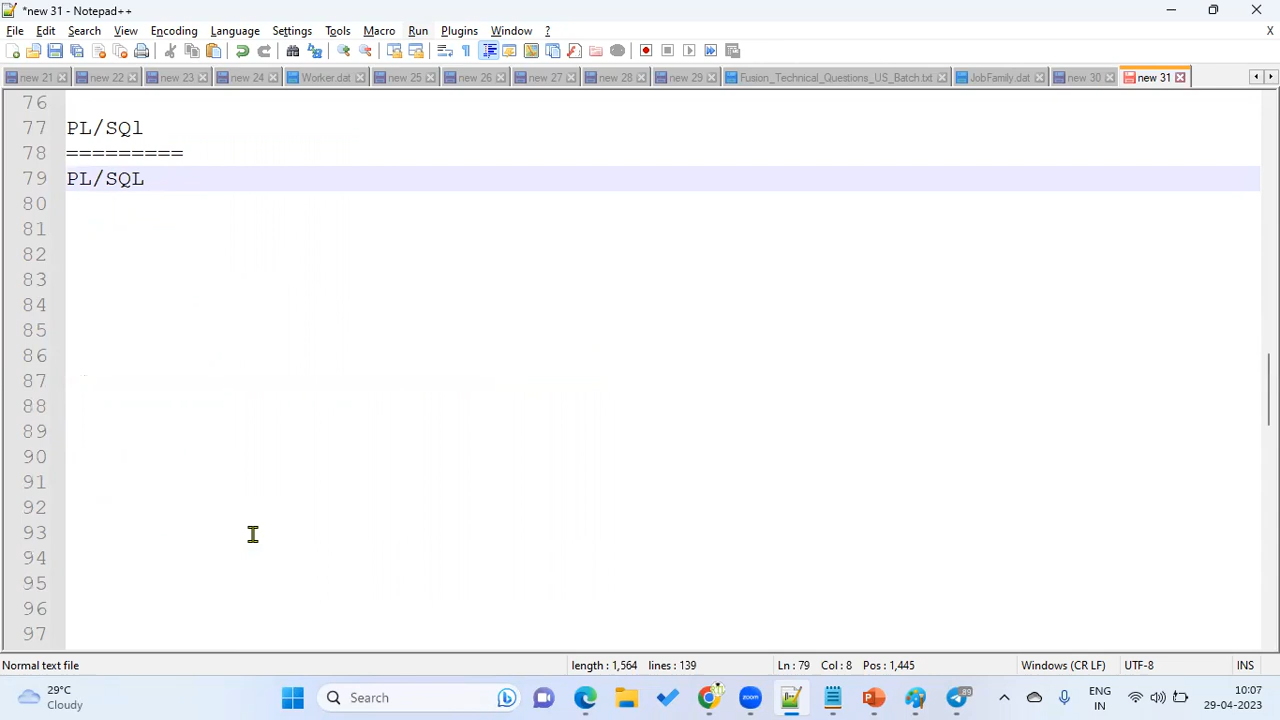 *new 31 - Notepad++
File Edit Search View Encoding Language Settings Tools Macro Run Plugins Window ? X
new 21 new 22 new 23 new 24 Worker.dat new 25 new 26 new 27 new 28 new 29 Fusion_Technical_Questions_US_Batch.txt JobFamily.dat new 30 new 31
76
77 PL/SQl
78 =========
79 PL/SQL
80
81
82
83
84
85
86
87
88
89
90
91
92
93
94
95
96
97
Normal text file length : 1,564 lines : 139 Ln : 79 Col : 8 Pos : 1,445 Windows (CR LF) UTF-8 INS
29°C
Cloudy
Search
zoom
89
ENG
IN
10:07
29-04-2023